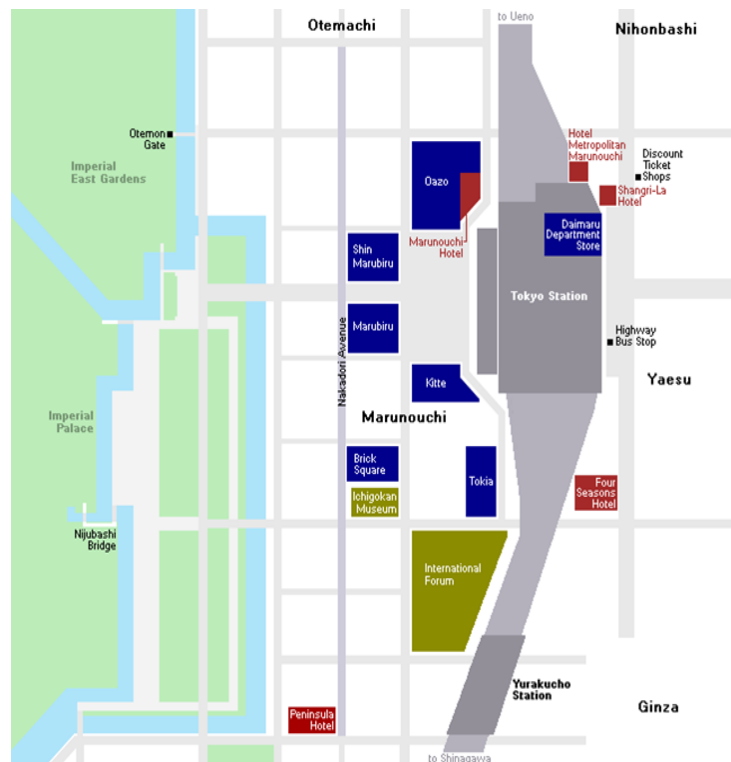 to Ueno
Otemachi
Nihonbashi
Otemon
Gate
Hotel
Metropolitan
Marunouchi
Discount
Ticket
Shops
Imperial
East Gardens
Oazo
Shangri-La
Hotel
Marunouchi
Hotel
Daimaru
Department
Store
Shin
Marubiru
Tokyo Station
Marubiru
Nakadori Avenue
Highway
Bus Stop
Kitte
Yaesu
Imperial
Palace
Marunouchi
Brick
Square
Tokia
Four
Seasons
Hotel
Ichigokan
Museum
Nijubashi
Bridge
International
Forum
Yurakucho
Station
Peninsula
Hotel
Ginza
to Shinagawa